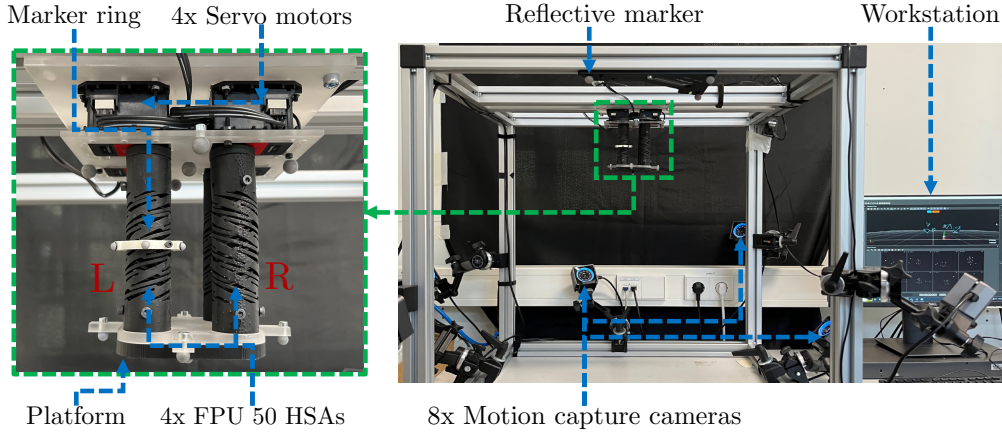 Marker ring
4x Servo motors
Reflective marker
Workstation
L
R
Platform
4x FPU 50 HSAs
8x Motion capture cameras